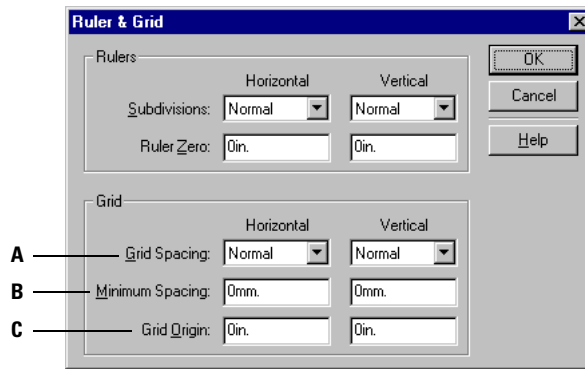 Ruler & Grid
Rulers
OK
Horizontal Vertical
Cancel
Subdivisions: Normal Normal
Ruler Zero: 0in. 0in.
Help
Grid
Horizontal Vertical
A Grid Spacing: Normal Normal
B Minimum Spacing: 0mm. 0mm.
C Grid Origin: 0in. 0in.